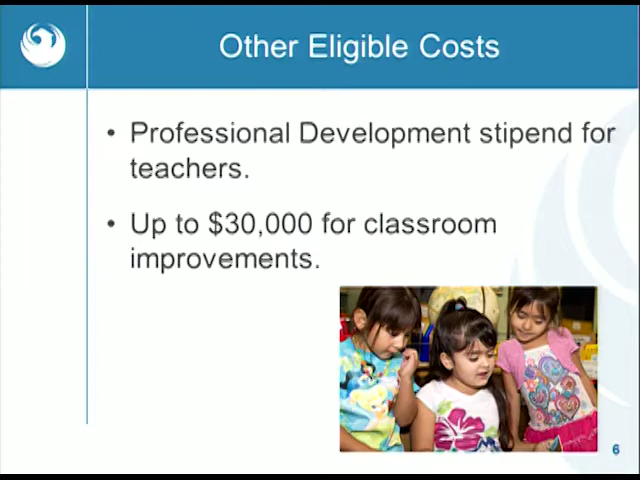 Other Eligible Costs
• Professional Development stipend for
teachers.
• Up to $30,000 for classroom
improvements.
6